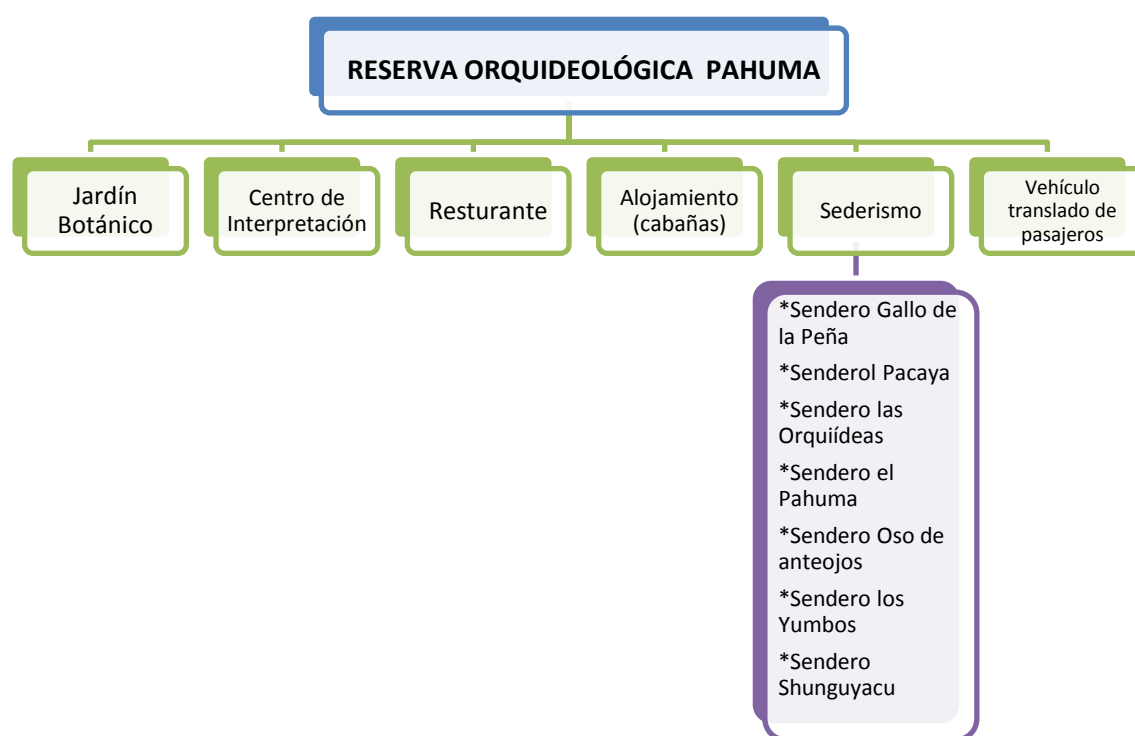 RESERVA ORQUIDEOLÓGICA PAHUMA
Jardín
Botánico
Centro de
Interpretación
Resturante
Alojamiento
(cabañas)
Sederismo
Vehículo
translado de
pasajeros
*Sendero Gallo de
la Peña
*Senderol Pacaya
*Sendero las
Orquiídeas
*Sendero el
Pahuma
*Sendero Oso de
anteojos
*Sendero los
Yumbos
*Sendero
Shunguyacu